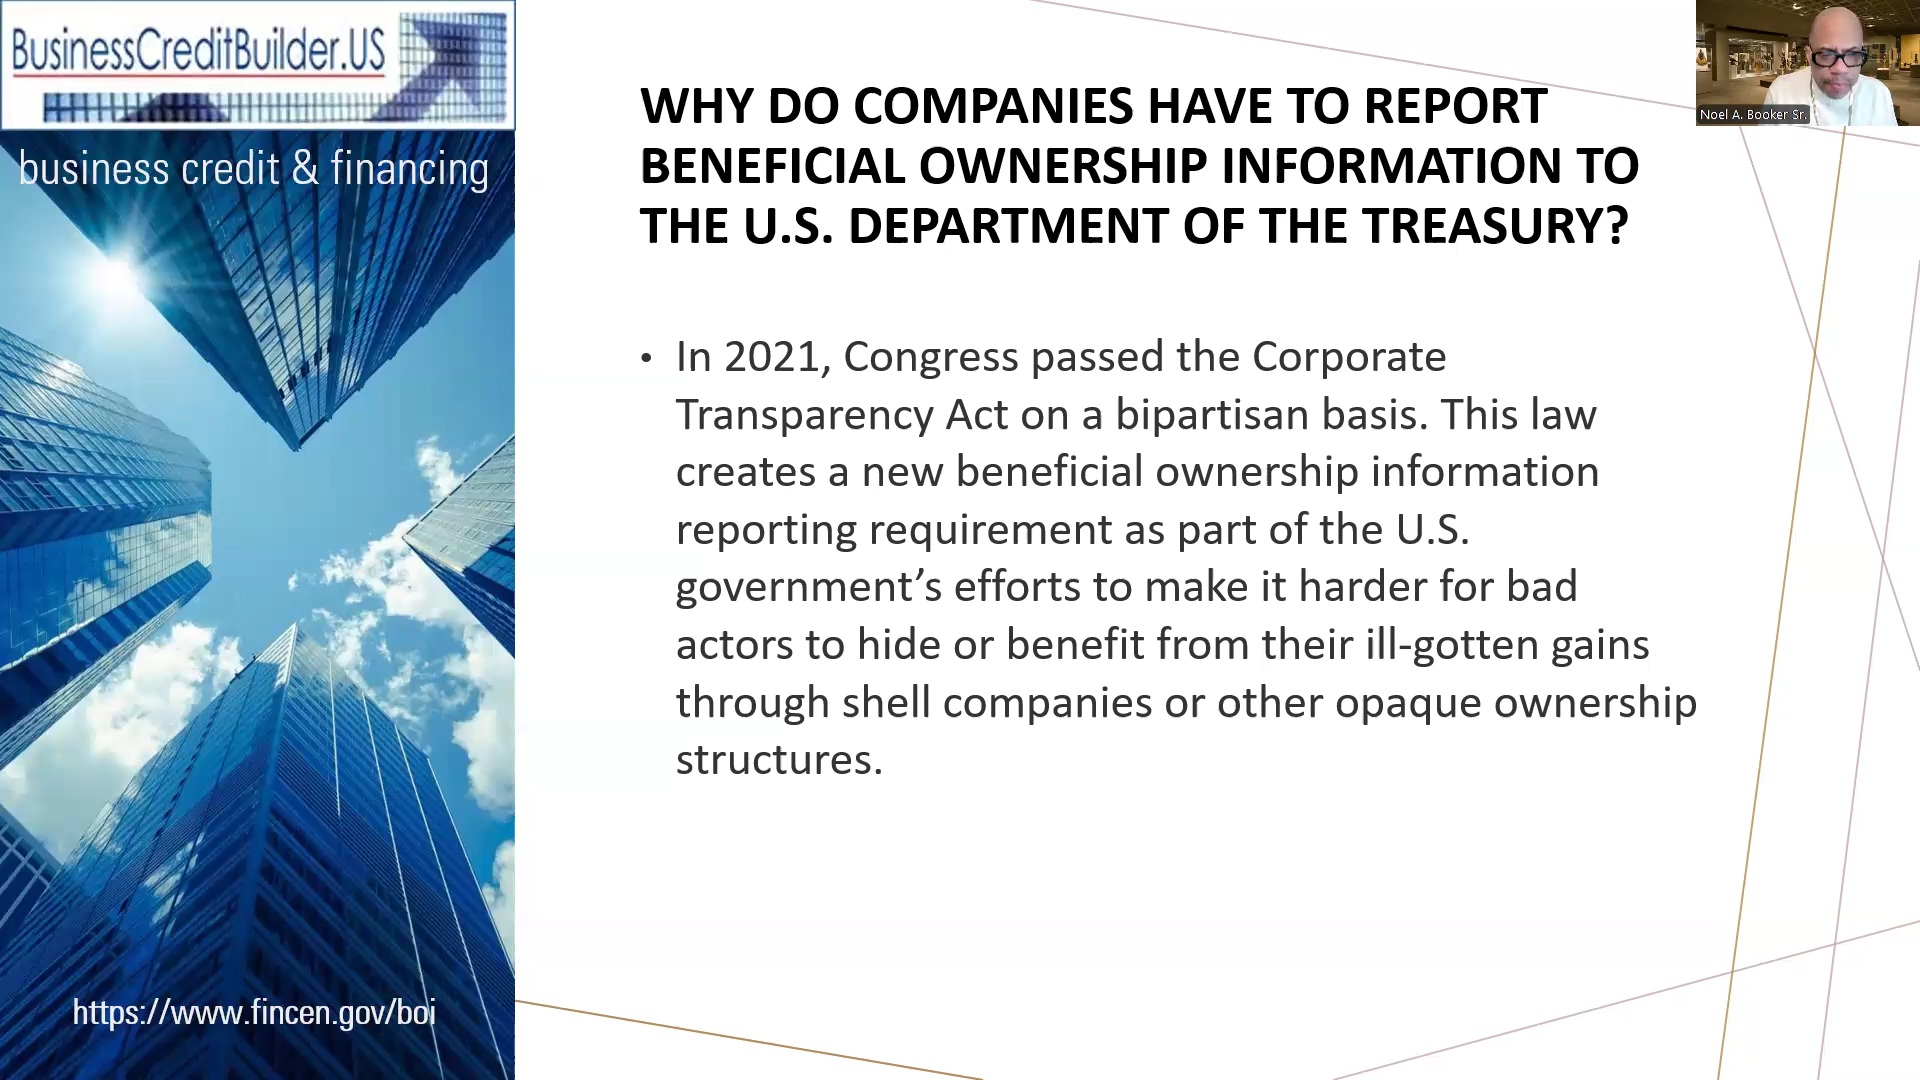 BusinessCreditBuilder.US
business credit & financing
https://www.fincen.gov/boi
WHY DO COMPANIES HAVE TO REPORT
BENEFICIAL OWNERSHIP INFORMATION TO
THE U.S. DEPARTMENT OF THE TREASURY?
• In 2021, Congress passed the Corporate
Transparency Act on a bipartisan basis. This law
creates a new beneficial ownership information
reporting requirement as part of the U.S.
government’s efforts to make it harder for bad
actors to hide or benefit from their ill-gotten gains
through shell companies or other opaque ownership
structures.
Noel A. Booker Sr.